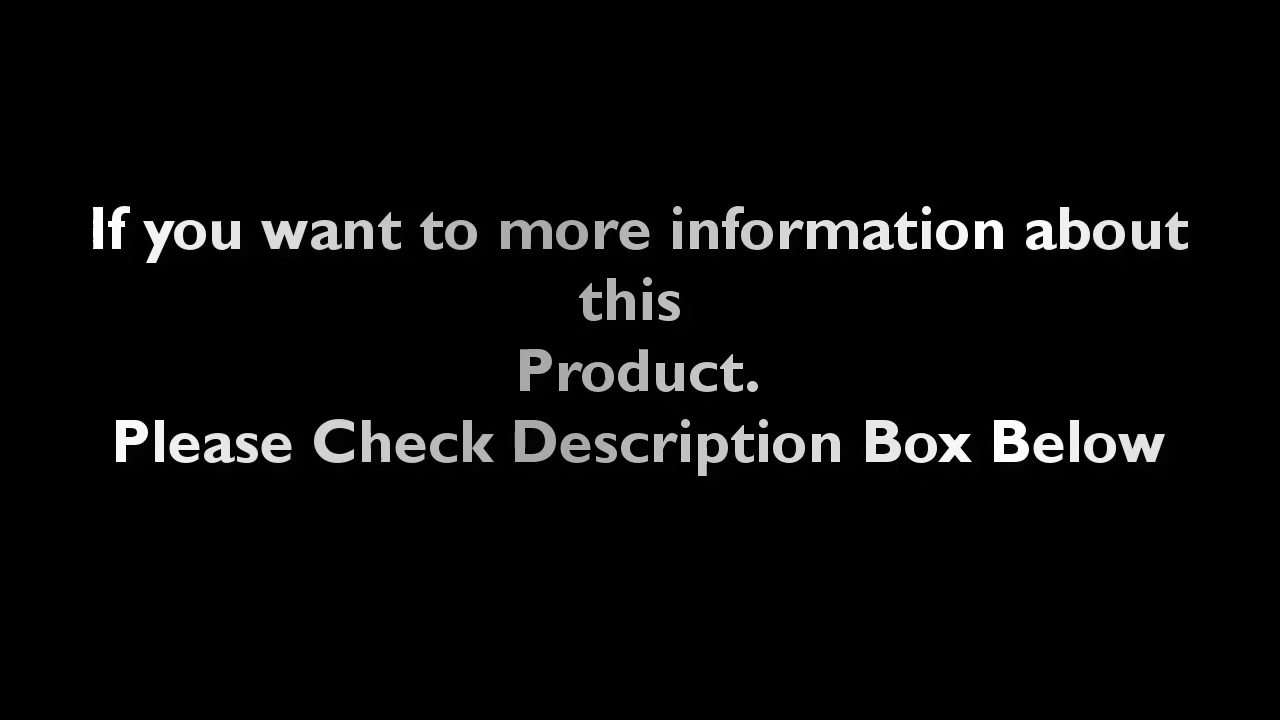 If you want to more information about
this
Product.
Please Check Description Box Below